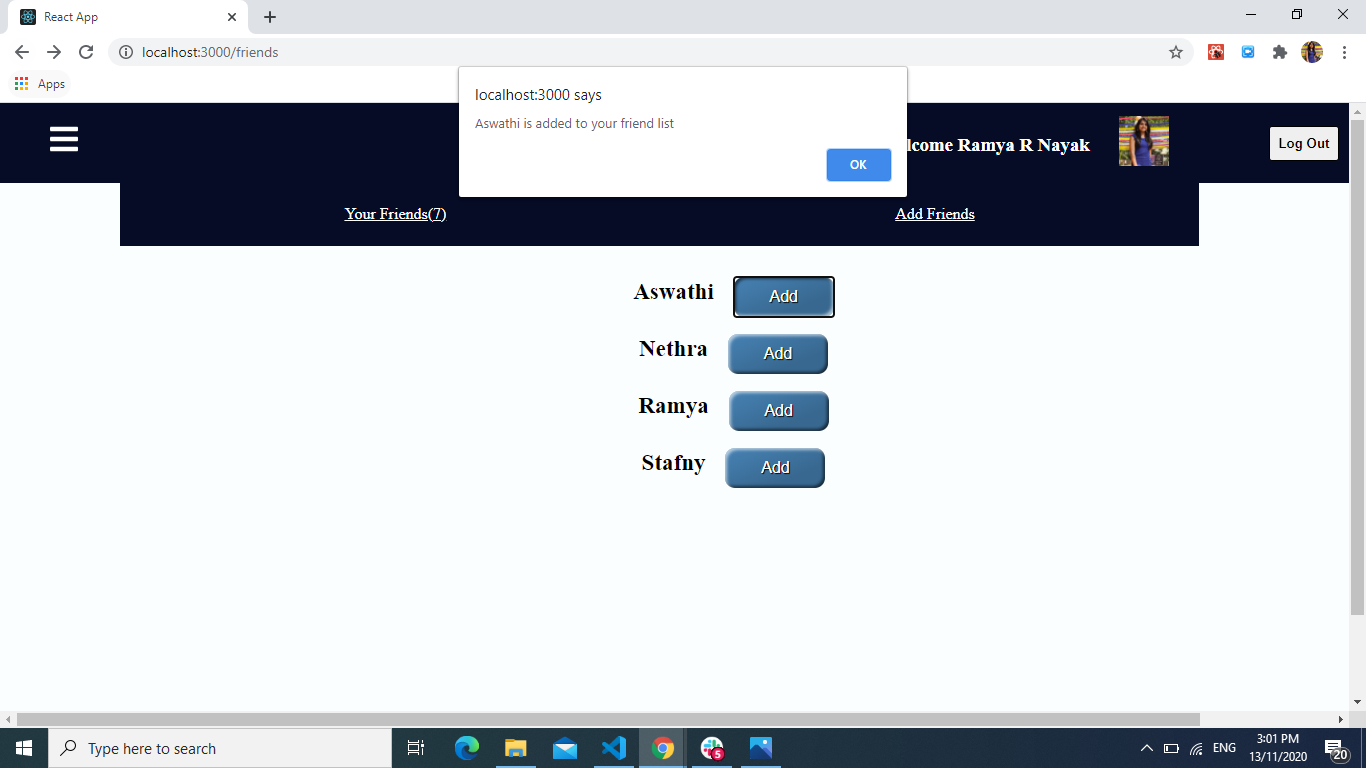 React App
localhost:3000/friends
Apps
localhost:3000 says
Aswathi is added to your friend list
OK
lcome Ramya R Nayak
Log Out
Your Friends(7)
Add Friends
Aswathi Add
Nethra Add
Ramya Add
Stafny Add
Type here to search
5
ENG
3:01 PM
13/11/2020
20